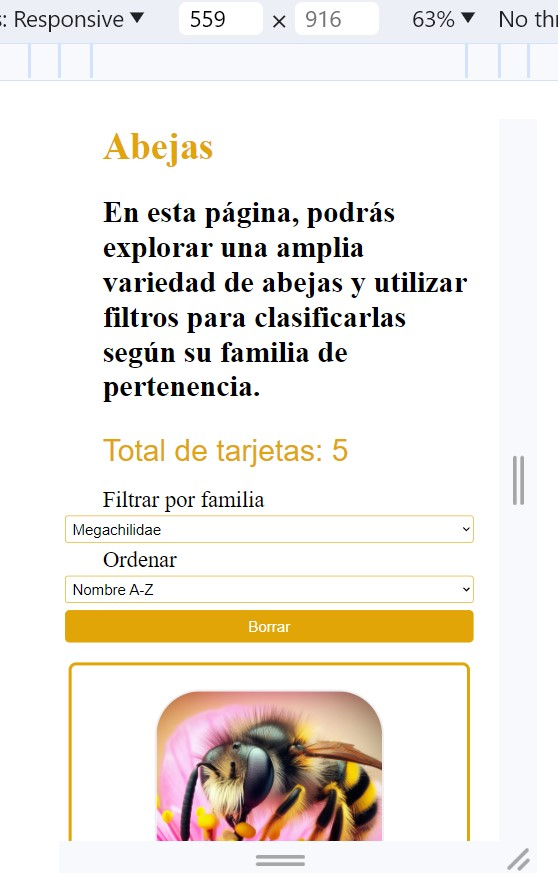 : Responsive ▼ 559 × 916 63% ▼ No thr
Abejas
En esta página, podrás
explorar una amplia
variedad de abejas y utilizar
filtros para clasificarlas
según su familia de
pertenencia.
Total de tarjetas: 5
Filtrar por familia
Megachilidae
Ordenar
Nombre A-Z
Borrar